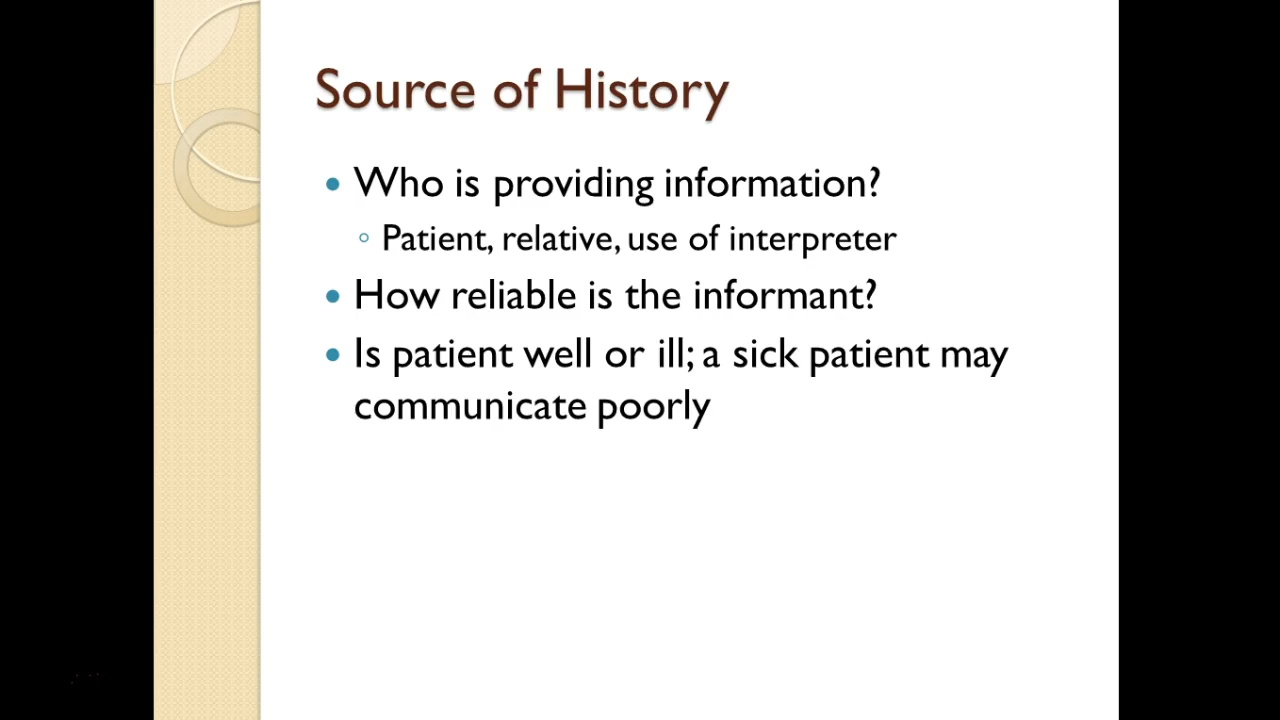 Source of History
• Who is providing information?
◦ Patient, relative, use of interpreter
• How reliable is the informant?
• Is patient well or ill; a sick patient may
communicate poorly